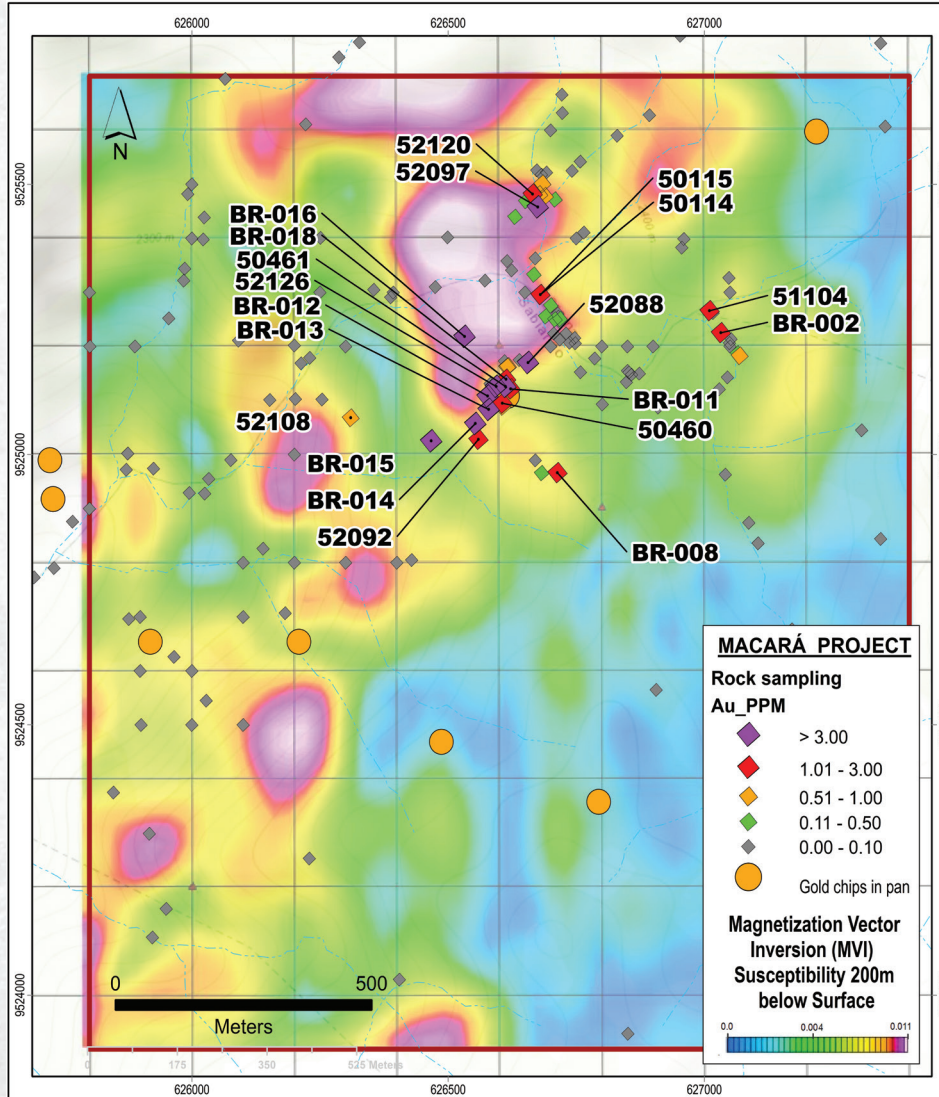 626000 626500 627000
9525500
9525000
9524500
9524000
N
52120
52097
50115
50114
BR-016
BR-018
50461
52126
BR-012
BR-013
52088
51104
BR-002
BR-011
50460
52108
BR-015
BR-014
52092
BR-008
0 500
Meters
0 175 350 525 Meters
626000 626500 627000
MACARÁ PROJECT
Rock sampling
Au_PPM
> 3.00
1.01 - 3.00
0.51 - 1.00
0.11 - 0.50
0.00 - 0.10
Gold chips in pan
Magnetization Vector
Inversion (MVI)
Susceptibility 200m
below Surface
0.0 0.004 0.011